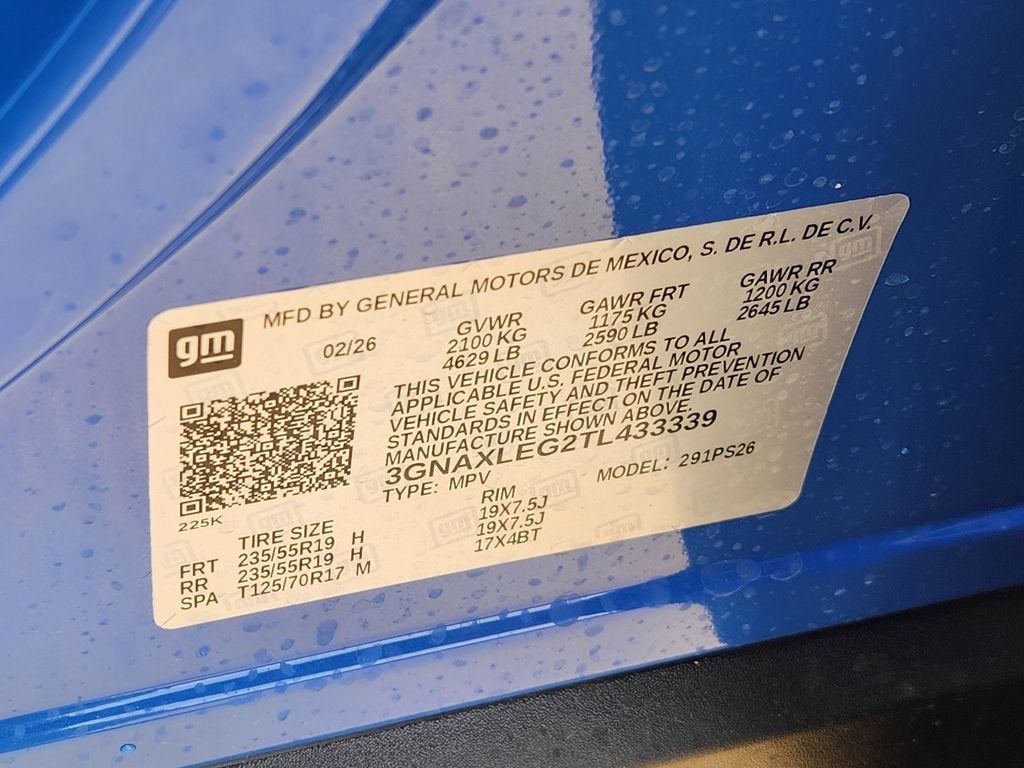 gm
MFD BY GENERAL MOTORS DE MEXICO, S. DE R.L. DE C.V.
02/26
GVWR
2100 KG
4629 LB
GAWR FRT
1175 KG
2590 LB
GAWR RR
1200 KG
2645 LB
THIS VEHICLE CONFORMS TO ALL
APPLICABLE U.S. FEDERAL MOTOR
VEHICLE SAFETY AND THEFT PREVENTION
STANDARDS IN EFFECT ON THE DATE OF
MANUFACTURE SHOWN ABOVE.
3GNAXLEG2TL433339
TYPE: MPV
MODEL: 291PS26
225K
TIRE SIZE RIM
FRT 235/55R19 H 19X7.5J
RR 235/55R19 H 19X7.5J
SPA T125/70R17 M 17X4BT